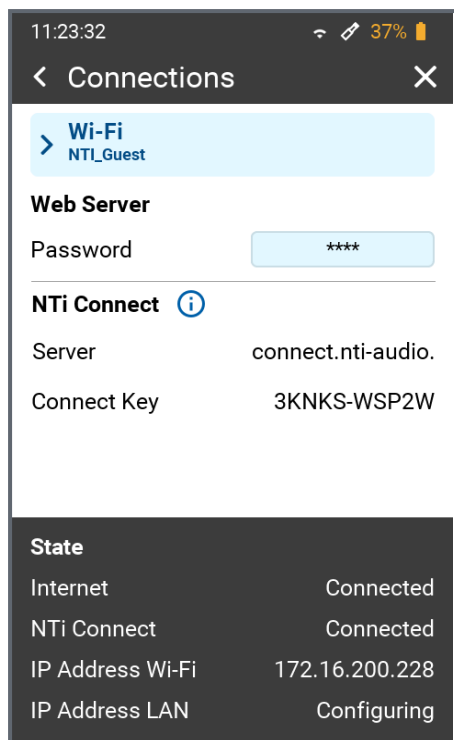 11:23:32 37%
Connections
Wi-Fi
NTI_Guest
Web Server
Password ****
NTi Connect
Server connect.nti-audio.
Connect Key 3KNKS-WSP2W
State
Internet Connected
NTi Connect Connected
IP Address Wi-Fi 172.16.200.228
IP Address LAN Configuring